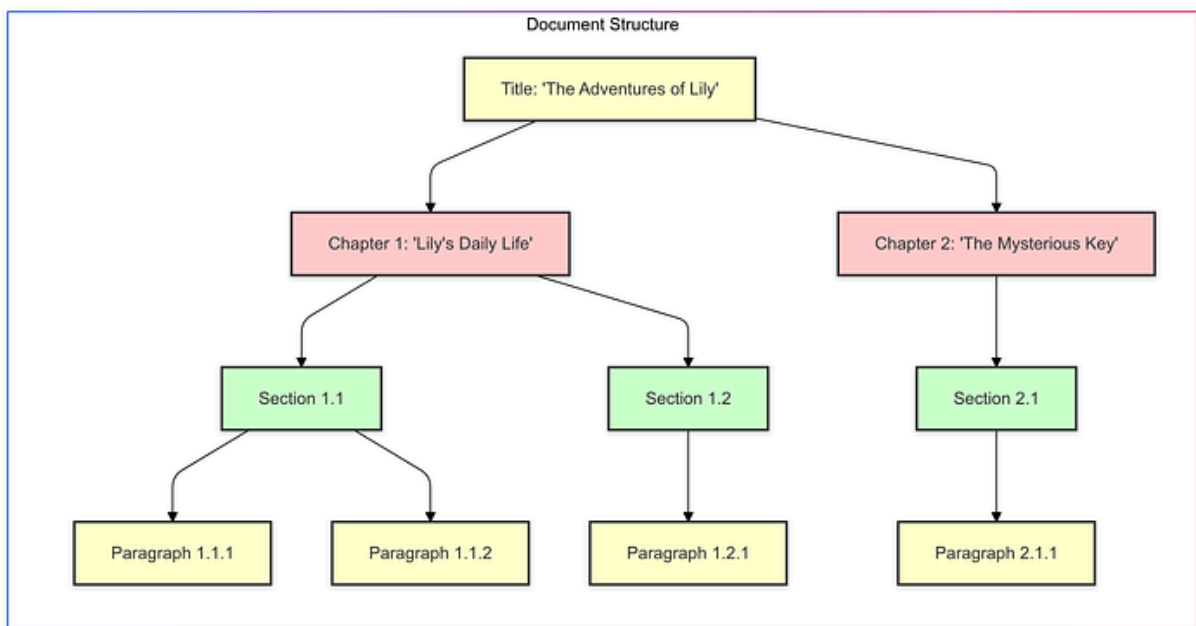 Document Structure
Title: 'The Adventures of Lily'
Chapter 1: 'Lily's Daily Life'
Chapter 2: 'The Mysterious Key'
Section 1.1
Section 1.2
Section 2.1
Paragraph 1.1.1
Paragraph 1.1.2
Paragraph 1.2.1
Paragraph 2.1.1